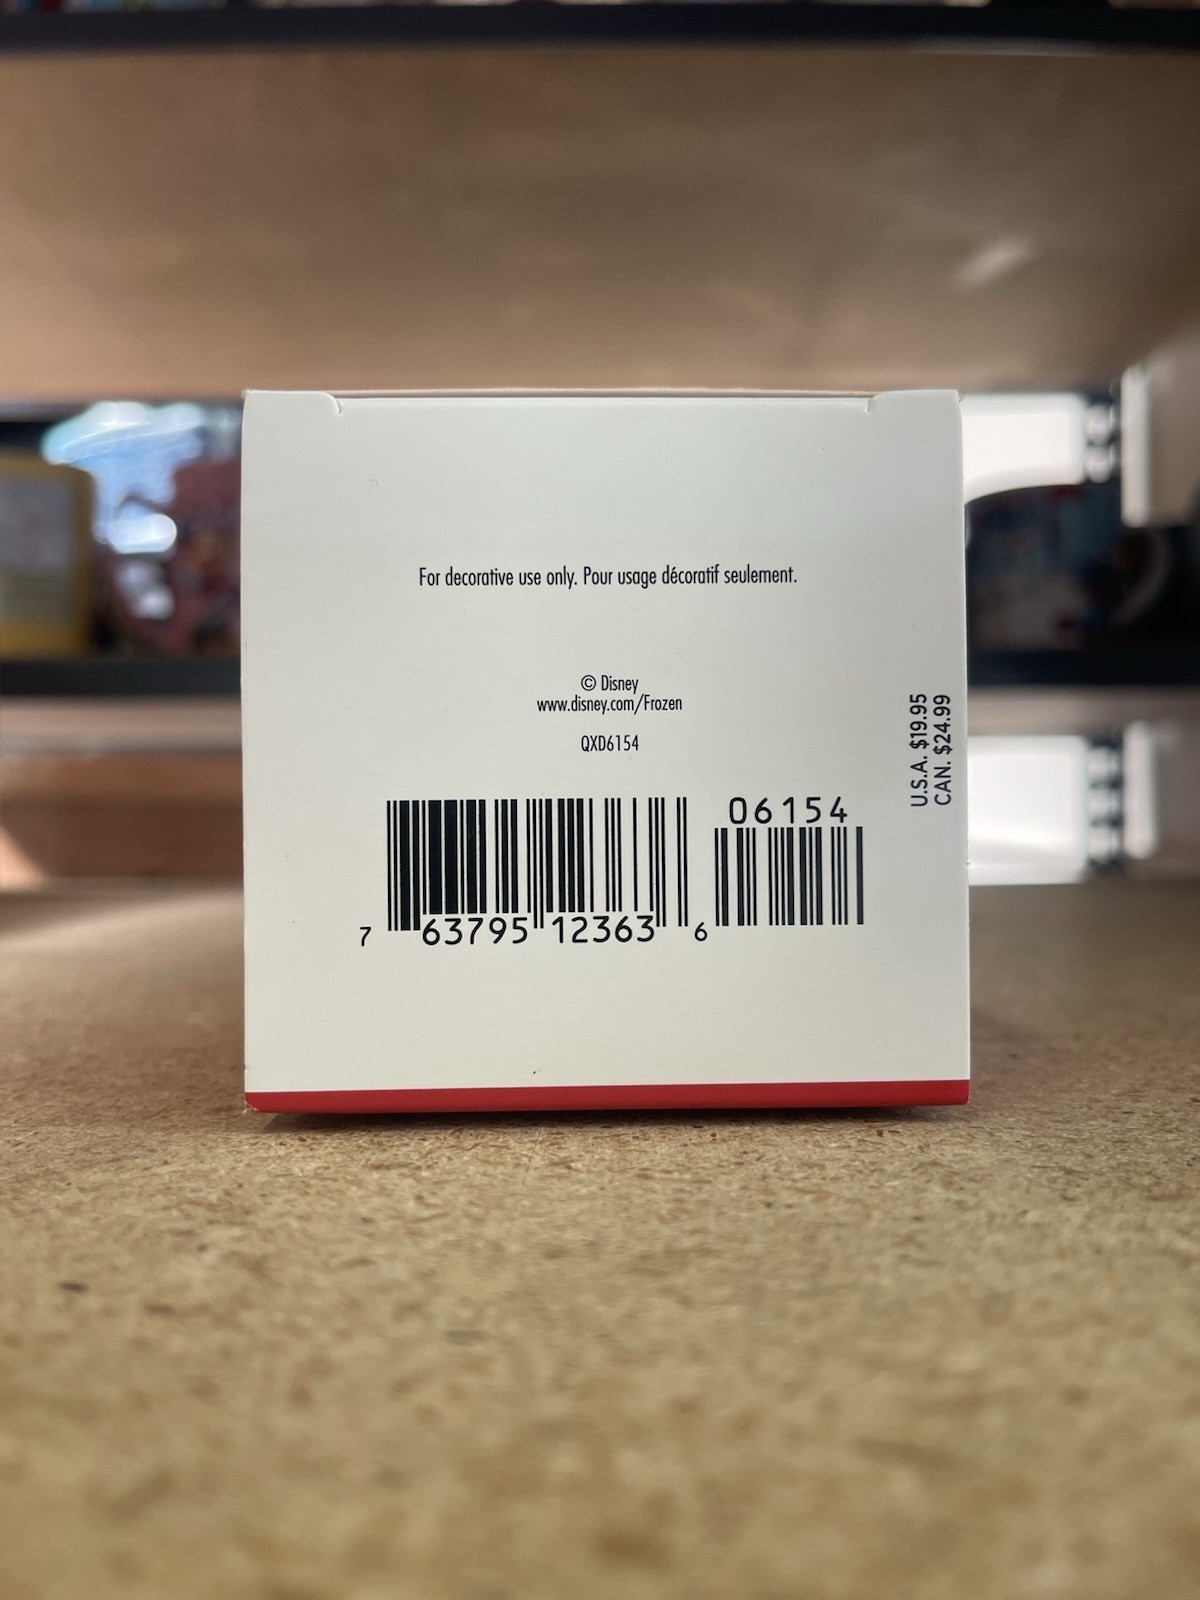 For decorative use only. Pour usage décoratif seulement.
© Disney
www.disney.com/Frozen
QXD6154
U.S.A. $19.95
CAN. $24.99
06154
7 63795 12363 6